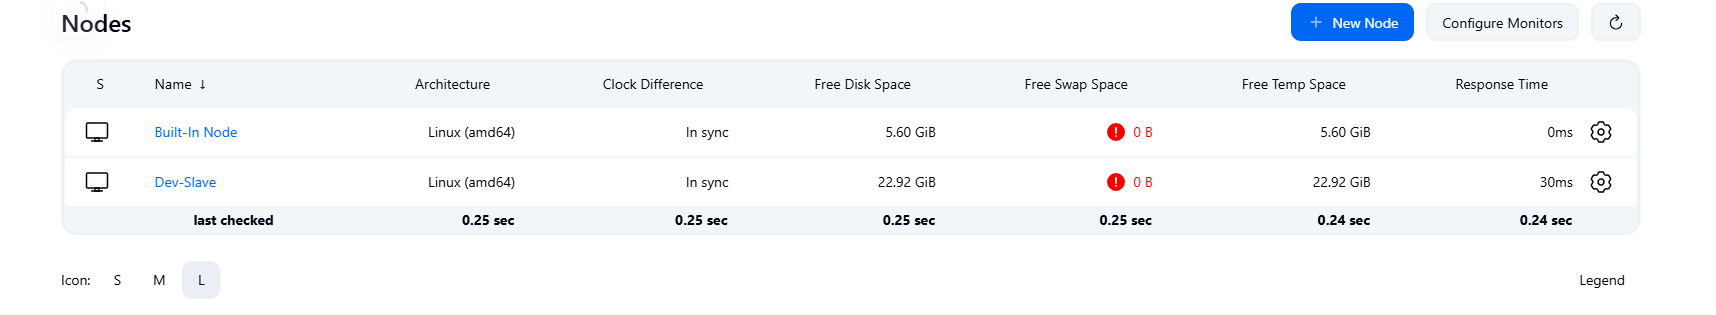 Nodes + New Node Configure Monitors
S Name ↓ Architecture Clock Difference Free Disk Space Free Swap Space Free Temp Space Response Time
Built-In Node Linux (amd64) In sync 5.60 GiB ! 0 B 5.60 GiB 0ms
Dev-Slave Linux (amd64) In sync 22.92 GiB ! 0 B 22.92 GiB 30ms
last checked 0.25 sec 0.25 sec 0.25 sec 0.25 sec 0.24 sec 0.24 sec
Icon: S M L Legend